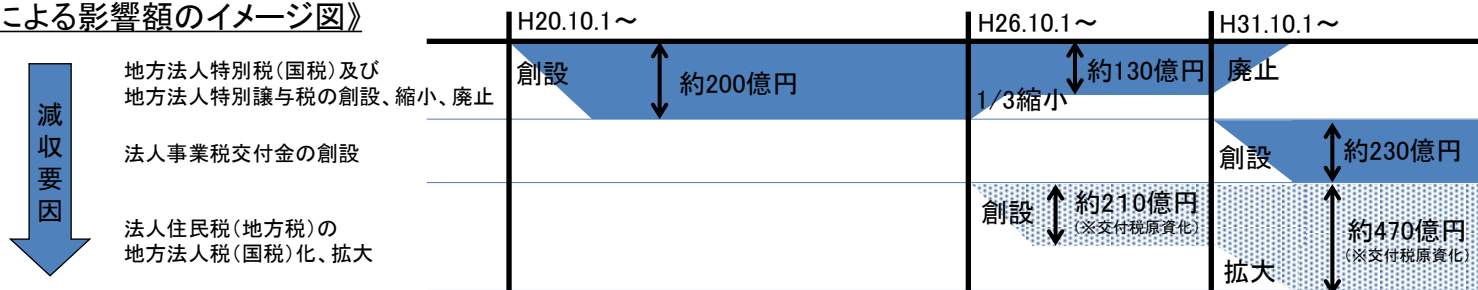 による影響額のイメージ図》
H20.10.1～
H26.10.1～
H31.10.1～
減収要因
地方法人特別税(国税)及び
地方法人特別譲与税の創設、縮小、廃止
創設
約200億円
1/3縮小
約130億円
廃止
法人事業税交付金の創設
創設
約230億円
法人住民税(地方税)の
地方法人税(国税)化、拡大
創設
約210億円
(※交付税原資化)
拡大
約470億円
(※交付税原資化)